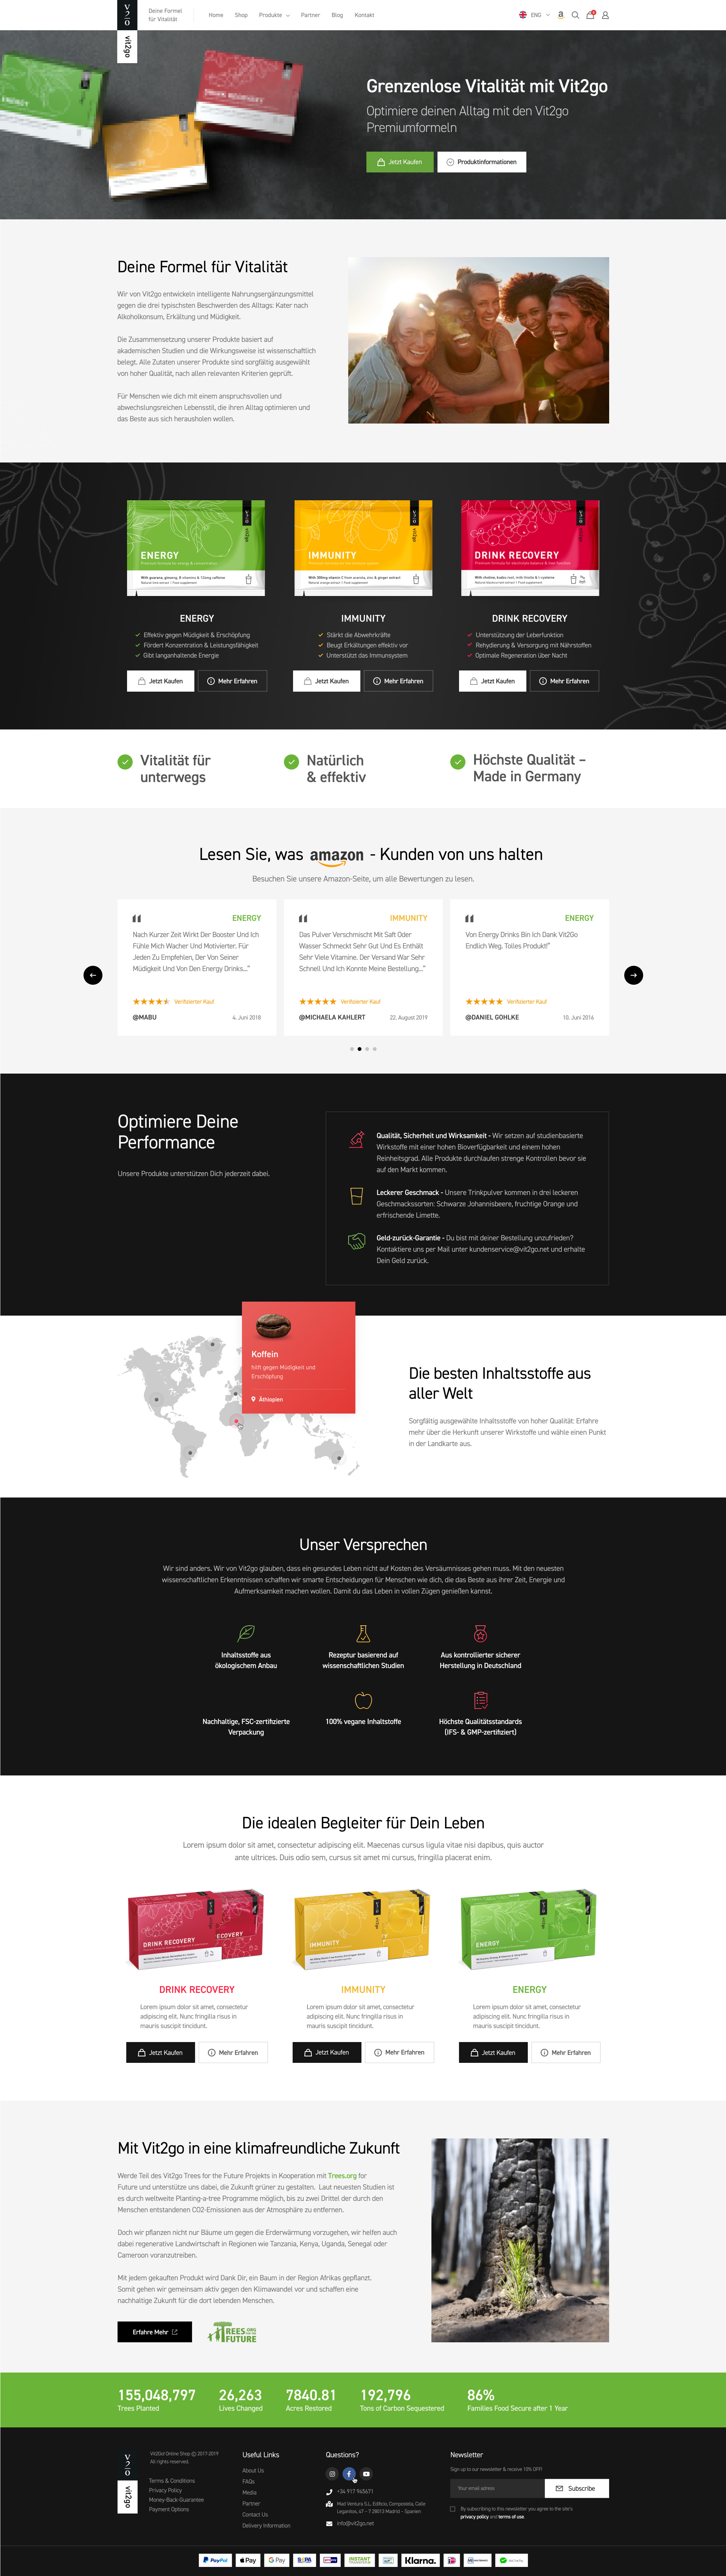 V2O
vit2go
Deine Formel
für Vitalität
Home Shop Produkte Partner Blog Kontakt
ENG
Grenzenlose Vitalität mit Vit2go
Optimiere deinen Alltag mit den Vit2go
Premiumformeln
Jetzt Kaufen Produktinformationen
Deine Formel für Vitalität
Wir von Vit2go entwickeln intelligente Nahrungsergänzungsmittel
gegen die drei typischsten Beschwerden des Alltags: Kater nach
Alkoholkonsum, Erkältung und Müdigkeit.
Die Zusammensetzung unserer Produkte basiert auf
akademischen Studien und die Wirkungsweise ist wissenschaftlich
belegt. Alle Zutaten unserer Produkte sind sorgfältig ausgewählt
von hoher Qualität, nach allen relevanten Kriterien geprüft.
Für Menschen wie dich mit einem anspruchsvollen und
abwechslungsreichen Lebensstil, die ihren Alltag optimieren und
das Beste aus sich herausholen wollen.
ENERGY
IMMUNITY
DRINK RECOVERY
ENERGY
Effektiv gegen Müdigkeit & Erschöpfung
Fördert Konzentration & Leistungsfähigkeit
Gibt langanhaltende Energie
Jetzt Kaufen Mehr Erfahren
IMMUNITY
Stärkt die Abwehrkräfte
Beugt Erkältungen effektiv vor
Unterstützt das Immunsystem
Jetzt Kaufen Mehr Erfahren
DRINK RECOVERY
Unterstützung der Leberfunktion
Rehydierung & Versorgung mit Nährstoffen
Optimale Regeneration über Nacht
Jetzt Kaufen Mehr Erfahren
Vitalität für
unterwegs
Natürlich
& effektiv
Höchste Qualität –
Made in Germany
Lesen Sie, was amazon - Kunden von uns halten
Besuchen Sie unsere Amazon-Seite, um alle Bewertungen zu lesen.
ENERGY
Nach Kurzer Zeit Wirkt Der Booster Und Ich
Fühle Mich Wacher Und Motivierter. Für
Jeden Zu Empfehlen, Der Von Seiner
Müdigkeit Und Von Den Energy Drinks..."
Verifizierter Kauf
@MABU 4. Juni 2018
IMMUNITY
Das Pulver Verschmischt Mit Saft Oder
Wasser Schmeckt Sehr Gut Und Es Enthält
Sehr Viele Vitamine. Der Versand War Sehr
Schnell Und Ich Konnte Meine Bestellung..."
Verifizierter Kauf
@MICHAELA KAHLERT 22. August 2019
ENERGY
Von Energy Drinks Bin Ich Dank Vit2Go
Endlich Weg. Tolles Produkt!"
Verifizierter Kauf
@DANIEL GOHLKE 10. Juni 2016
Optimiere Deine
Performance
Unsere Produkte unterstützen Dich jederzeit dabei.
Qualität, Sicherheit und Wirksamkeit - Wir setzen auf studienbasierte
Wirkstoffe mit einer hohen Bioverfügbarkeit und einem hohen
Reinheitsgrad. Alle Produkte durchlaufen strenge Kontrollen bevor sie
auf den Markt kommen.
Leckerer Geschmack - Unsere Trinkpulver kommen in drei leckeren
Geschmackssorten: Schwarze Johannisbeere, fruchtige Orange und
erfrischende Limette.
Geld-zurück-Garantie - Du bist mit deiner Bestellung unzufrieden?
Kontaktiere uns per Mail unter kundenservice@vit2go.net und erhalte
Dein Geld zurück.
Koffein
hilft gegen Müdigkeit und
Erschöpfung
Äthiopien
Die besten Inhaltsstoffe aus
aller Welt
Sorgfältig ausgewählte Inhaltsstoffe von hoher Qualität: Erfahre
mehr über die Herkunft unserer Wirkstoffe und wähle einen Punkt
in der Landkarte aus.
Unser Versprechen
Wir sind anders. Wir von Vit2go glauben, dass ein gesundes Leben nicht auf Kosten des Versäumnisses gehen muss. Mit den neuesten
wissenschaftlichen Erkenntnissen schaffen wir smarte Entscheidungen für Menschen wie dich, die das Beste aus ihrer Zeit, Energie und
Aufmerksamkeit machen wollen. Damit du das Leben in vollen Zügen genießen kannst.
Inhaltsstoffe aus
ökologischem Anbau
Rezeptur basierend auf
wissenschaftlichen Studien
Aus kontrollierter sicherer
Herstellung in Deutschland
Nachhaltige, FSC-zertifizierte
Verpackung
100% vegane Inhaltstoffe
Höchste Qualitätsstandards
(IFS- & GMP-zertifiziert)
Die idealen Begleiter für Dein Leben
Lorem ipsum dolor sit amet, consectetur adipiscing elit. Maecenas cursus ligula vitae nisi dapibus, quis auctor
ante ultrices. Duis odio sem, cursus sit amet mi cursus, fringilla placerat enim.
DRINK RECOVERY
IMMUNITY
ENERGY
DRINK RECOVERY
Lorem ipsum dolor sit amet, consectetur
adipiscing elit. Nunc fringilla risus in
mauris suscipit tincidunt.
Jetzt Kaufen Mehr Erfahren
IMMUNITY
Lorem ipsum dolor sit amet, consectetur
adipiscing elit. Nunc fringilla risus in
mauris suscipit tincidunt.
Jetzt Kaufen Mehr Erfahren
ENERGY
Lorem ipsum dolor sit amet, consectetur
adipiscing elit. Nunc fringilla risus in
mauris suscipit tincidunt.
Jetzt Kaufen Mehr Erfahren
Mit Vit2go in eine klimafreundliche Zukunft
Werde Teil des Vit2go Trees for the Future Projekts in Kooperation mit Trees.org for
Future und unterstütze uns dabei, die Zukunft grüner zu gestalten. Laut neuesten Studien ist
es durch weltweite Planting-a-tree Programme möglich, bis zu zwei Drittel der durch den
Menschen entstandenen CO2-Emissionen aus der Atmosphäre zu entfernen.
Doch wir pflanzen nicht nur Bäume um gegen die Erderwärmung vorzugehen, wir helfen auch
dabei regenerative Landwirtschaft in Regionen wie Tanzania, Kenya, Uganda, Senegal oder
Cameroon voranzutreiben.
Mit jedem gekauften Produkt wird Dank Dir, ein Baum in der Region Afrikas gepflanzt.
Somit gehen wir gemeinsam aktiv gegen den Klimawandel vor und schaffen eine
nachhaltige Zukunft für die dort lebenden Menschen.
Erfahre Mehr
TREES
FUTURE
155,048,797
Trees Planted
26,263
Lives Changed
7840.81
Acres Restored
192,796
Tons of Carbon Sequestered
86%
Families Food Secure after 1 Year
V2O
vit2go
Vit2Go! Online Shop © 2017-2019
All rights reserved.
Terms & Conditions
Privacy Policy
Money-Back-Guarantee
Payment Options
Useful Links
About Us
FAQs
Media
Partner
Contact Us
Delivery Information
Questions?
+34 917 945671
Mad Ventura S.L. Edificio, Compostela, Calle
Leganitos, 47 – 7 28013 Madrid – Spanien
info@vit2go.net
Newsletter
Sign up to our newsletter & receive 10% OFF!
Your email adress
Subscribe
By subscribing to this newsletter you agree to the site's
privacy policy and terms of use.
PayPal Pay G Pay SEPA INSTANT Klarna.